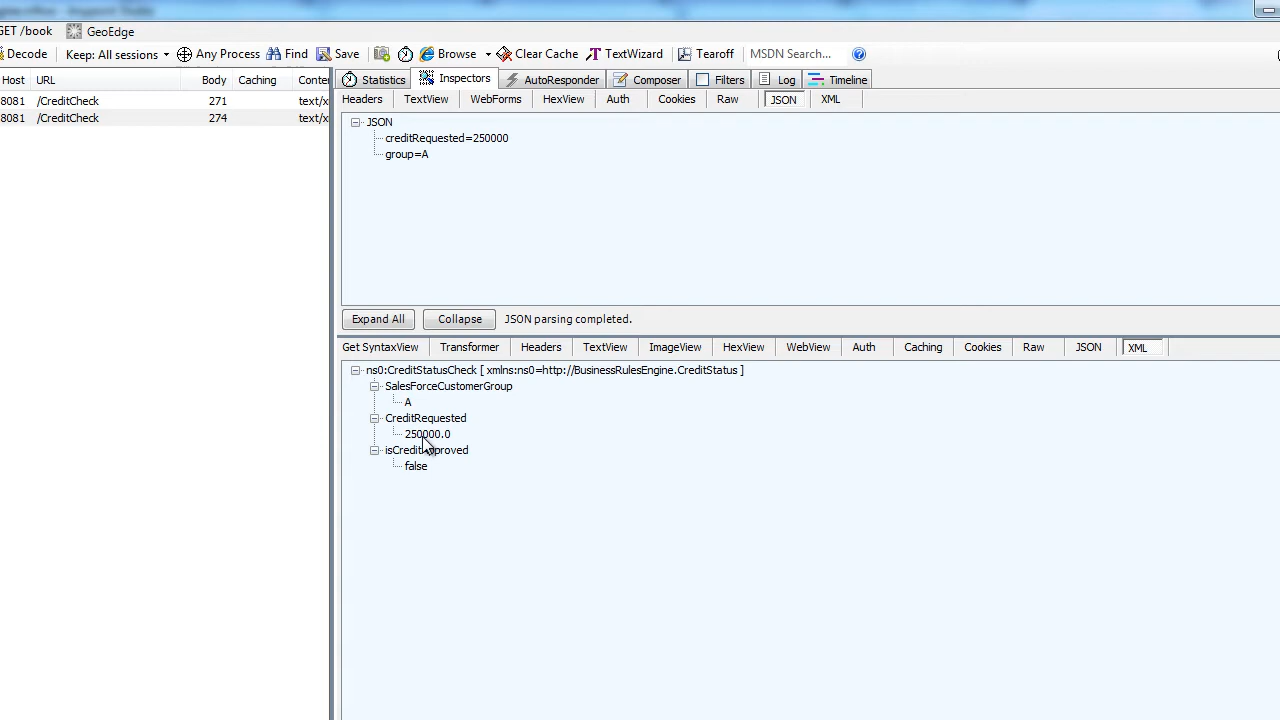 GET /book GeoEdge
Decode Keep: All sessions Any Process Find Save Browse Clear Cache TextWizard Tearoff MSDN Search...
Host URL Body Caching Conter Statistics Inspectors AutoResponder Composer Filters Log Timeline
8081 /CreditCheck 271 text/x
8081 /CreditCheck 274 text/x
Headers TextView WebForms HexView Auth Cookies Raw JSON XML
JSON
creditRequested=250000
group=A
Expand All Collapse JSON parsing completed.
Get SyntaxView Transformer Headers TextView ImageView HexView WebView Auth Caching Cookies Raw JSON XML
ns0:CreditStatusCheck [ xmlns:ns0=http://BusinessRulesEngine.CreditStatus ]
SalesForceCustomerGroup
A
CreditRequested
250000.0
isCreditApproved
false